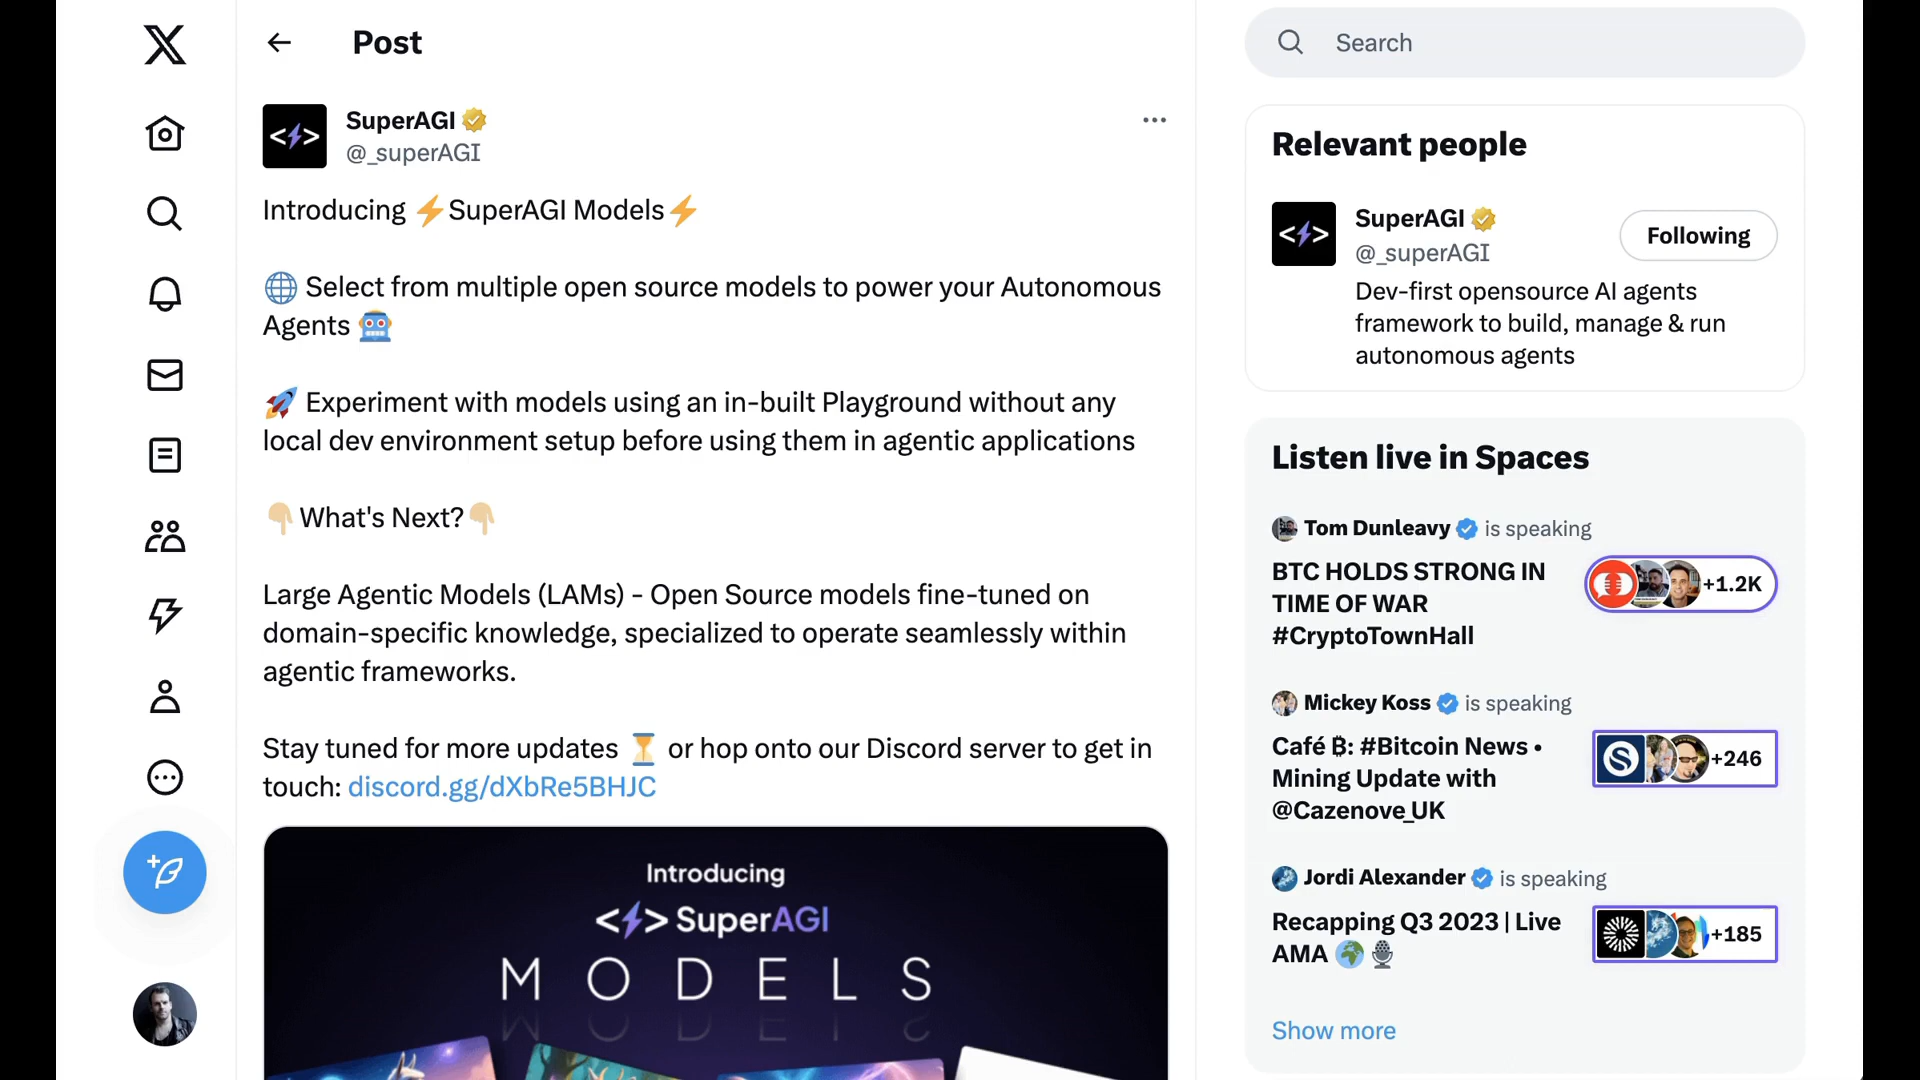 Post
SuperAGI
@_superAGI
Introducing ⚡SuperAGI Models⚡
🌐 Select from multiple open source models to power your Autonomous
Agents 🤖
🚀 Experiment with models using an in-built Playground without any
local dev environment setup before using them in agentic applications
👇🏼What's Next?👇🏼
Large Agentic Models (LAMs) - Open Source models fine-tuned on
domain-specific knowledge, specialized to operate seamlessly within
agentic frameworks.
Stay tuned for more updates ⏳ or hop onto our Discord server to get in
touch: discord.gg/dXbRe5BHJC
Introducing
<⚡> SuperAGI
MODELS
Search
Relevant people
SuperAGI
@_superAGI
Following
Dev-first opensource AI agents
framework to build, manage & run
autonomous agents
Listen live in Spaces
Tom Dunleavy is speaking
BTC HOLDS STRONG IN
TIME OF WAR
#CryptoTownHall
+1.2K
Mickey Koss is speaking
Café ₿: #Bitcoin News •
Mining Update with
@Cazenove_UK
+246
Jordi Alexander is speaking
Recapping Q3 2023 | Live
AMA 🌍🎙
+185
Show more